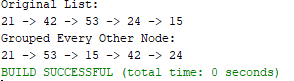 Original List:
21 -> 42 -> 53 -> 24 -> 15
Grouped Every Other Node:
21 -> 53 -> 15 -> 42 -> 24
BUILD SUCCESSFUL (total time: 0 seconds)